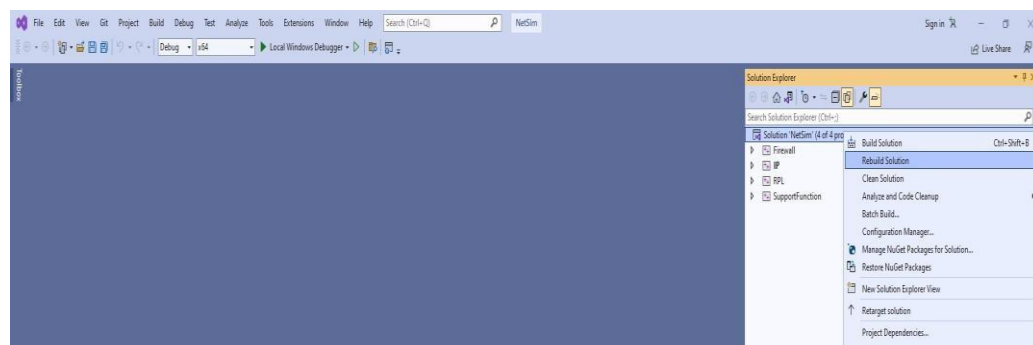 File Edit View Git Project Build Debug Test Analyze Tools Extensions Window Help Search (Ctrl+Q) NetSim Sign in
Debug x64 Local Windows Debugger Live Share
Toolbox
Solution Explorer
Search Solution Explorer (Ctrl+;)
Solution 'NetSim' (4 of 4 pro
Firewall
IP
RPL
SupportFunction
Build Solution Ctrl+Shift+B
Rebuild Solution
Clean Solution
Analyze and Code Cleanup
Batch Build...
Configuration Manager...
Manage NuGet Packages for Solution...
Restore NuGet Packages
New Solution Explorer View
Retarget solution
Project Dependencies...